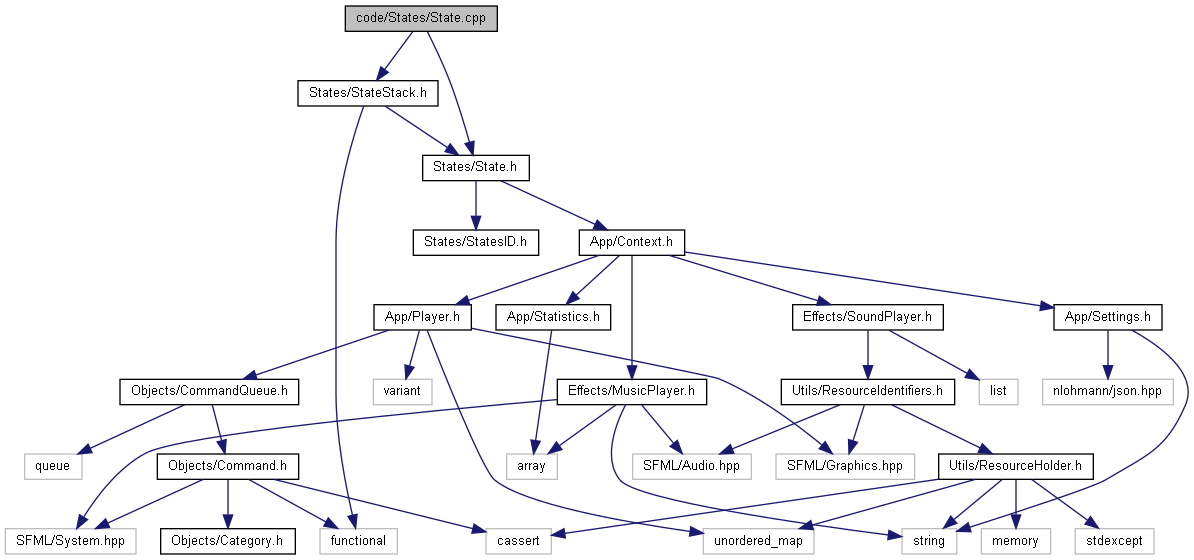 code/States/State.cpp
States/StateStack.h
States/State.h
States/StatesID.h
App/Context.h
App/Player.h
App/Statistics.h
Effects/SoundPlayer.h
App/Settings.h
Objects/CommandQueue.h
variant
Effects/MusicPlayer.h
Utils/ResourceIdentifiers.h
list
nlohmann/json.hpp
queue
Objects/Command.h
array
SFML/Audio.hpp
SFML/Graphics.hpp
Utils/ResourceHolder.h
SFML/System.hpp
Objects/Category.h
functional
cassert
unordered_map
string
memory
stdexcept